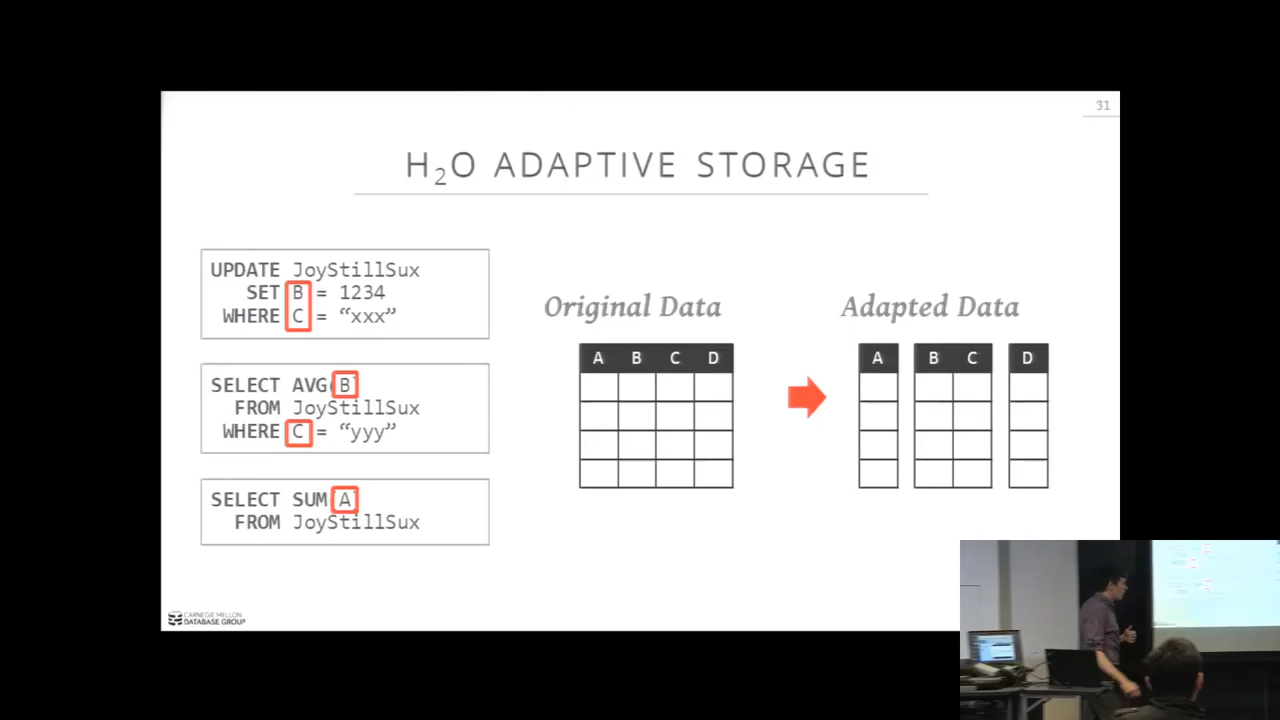 31
H₂O ADAPTIVE STORAGE
UPDATE JoyStillSux
SET B = 1234
WHERE C = “xxx”
SELECT AVG(B)
FROM JoyStillSux
WHERE C = “yyy”
SELECT SUM(A)
FROM JoyStillSux
Original Data
A B C D
Adapted Data
A B C D
CARNEGIE MELLON
DATABASE GROUP